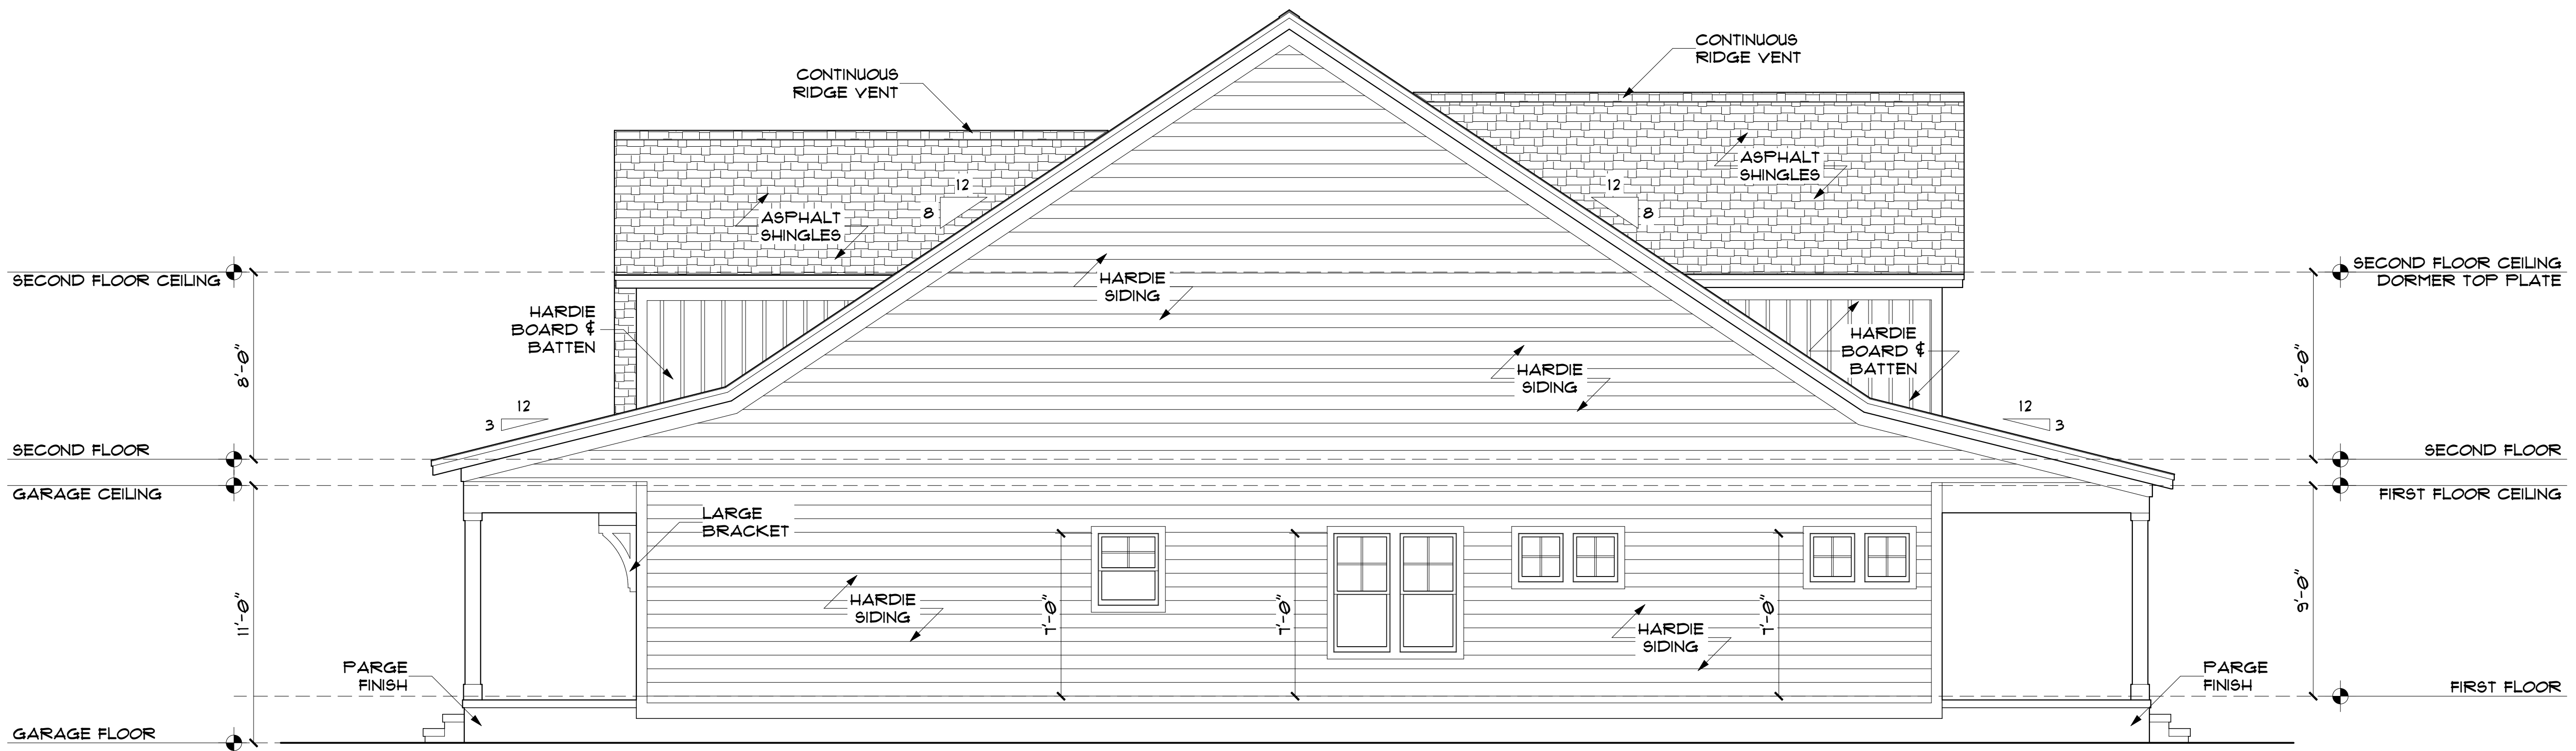 CONTINUOUS
RIDGE VENT
CONTINUOUS
RIDGE VENT
ASPHALT
SHINGLES
12
8
12
8
ASPHALT
SHINGLES
SECOND FLOOR CEILING
SECOND FLOOR CEILING
DORMER TOP PLATE
HARDIE
SIDING
HARDIE
BOARD &
BATTEN
HARDIE
BOARD &
BATTEN
8'-0"
8'-0"
HARDIE
SIDING
12
3
12
3
SECOND FLOOR
SECOND FLOOR
GARAGE CEILING
FIRST FLOOR CEILING
LARGE
BRACKET
11'-0"
7'-0"
7'-0"
7'-0"
9'-0"
HARDIE
SIDING
HARDIE
SIDING
PARGE
FINISH
PARGE
FINISH
FIRST FLOOR
GARAGE FLOOR